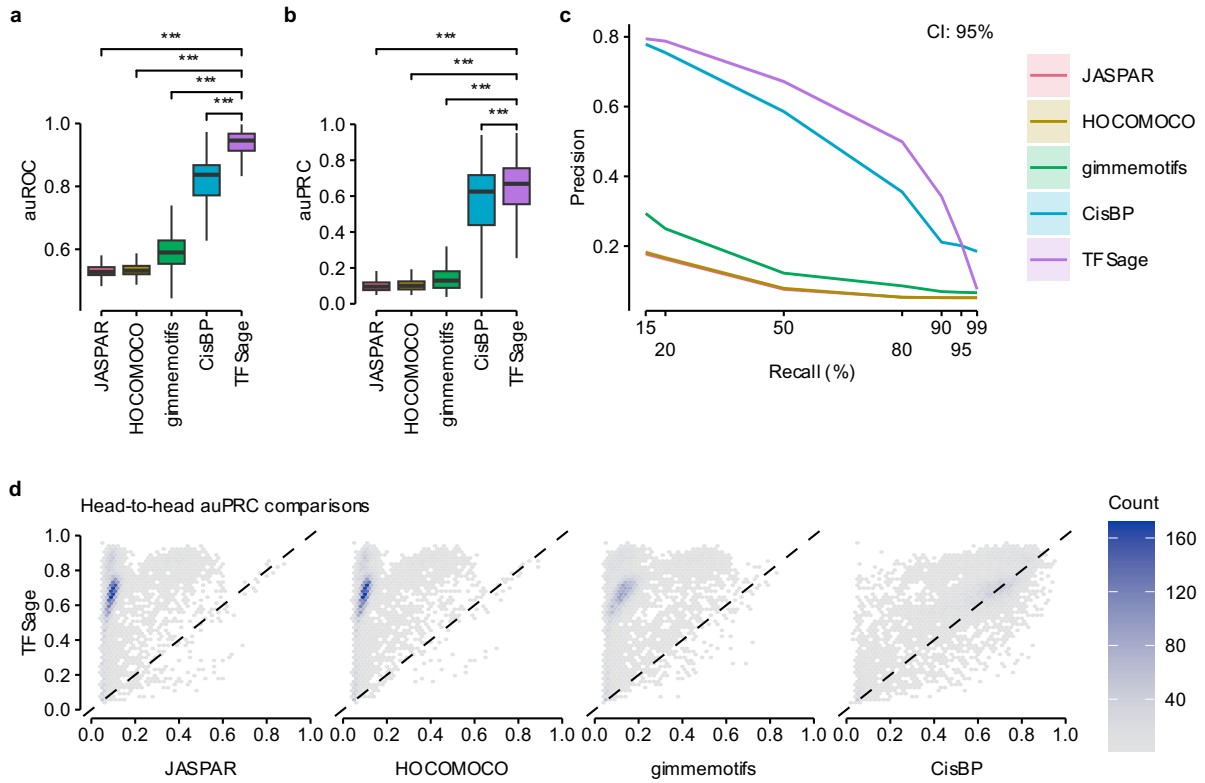 a
***
***
***
***
auROC
1.0
0.8
0.6
JASPAR
HOCOMOCO
gimmemotifs
CisBP
TFSage
b
***
***
***
***
auPRC
1.0
0.8
0.6
0.4
0.2
0.0
JASPAR
HOCOMOCO
gimmemotifs
CisBP
TFSage
c
CI: 95%
Precision
0.8
0.6
0.4
0.2
15 50 90 99
20 80 95
Recall (%)
JASPAR
HOCOMOCO
gimmemotifs
CisBP
TFSage
d
Head-to-head auPRC comparisons
TFSage
1.0
0.8
0.6
0.4
0.2
0.0
0.0 0.2 0.4 0.6 0.8 1.0
JASPAR
0.0 0.2 0.4 0.6 0.8 1.0
HOCOMOCO
0.0 0.2 0.4 0.6 0.8 1.0
gimmemotifs
0.0 0.2 0.4 0.6 0.8 1.0
CisBP
Count
160
120
80
40